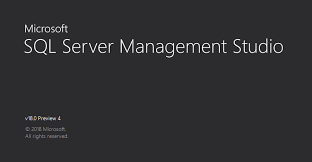 Microsoft
SQL Server Management Studio
v18.0 Preview 4
© 2018 Microsoft.
All rights reserved.